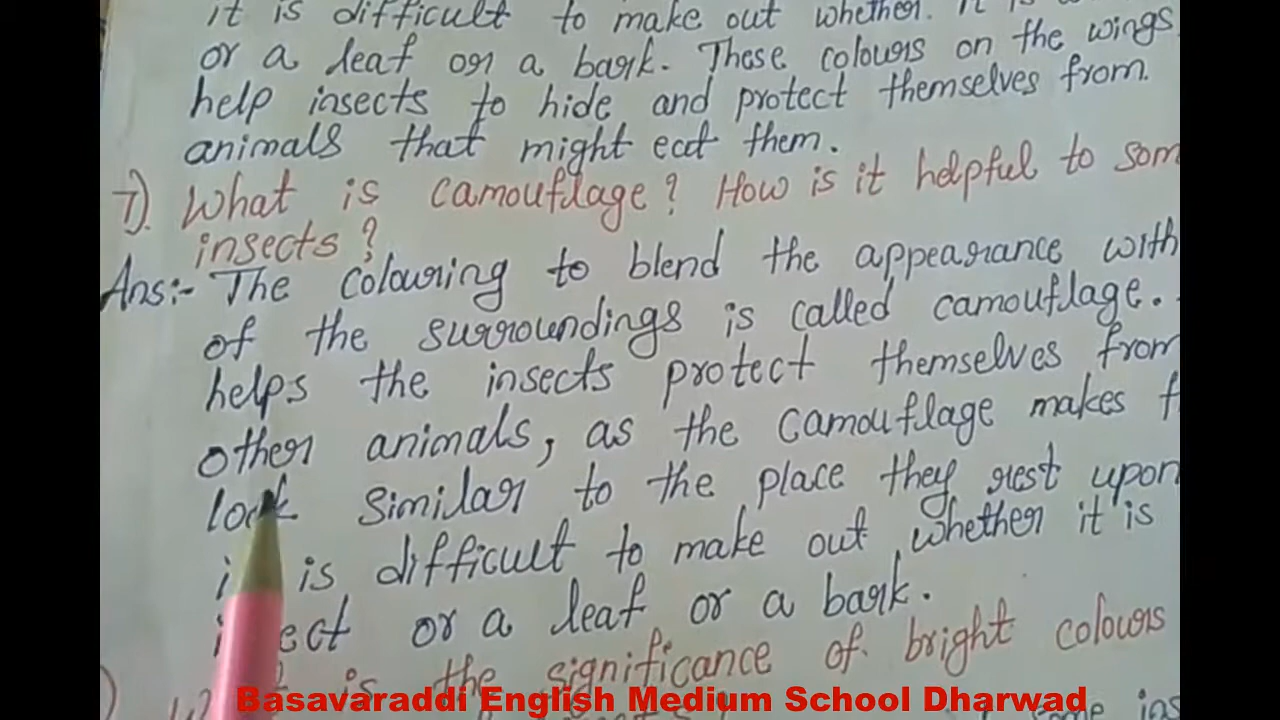 it is difficult to make out whether. it is
or a leaf or a bark. These colours on the wings
help insects to hide and protect themselves from
animals that might eat them.
7). What is camouflage? How is it helpful to som
insects?
Ans:- The colouring to blend the appearance with
of the surroundings is called camouflage.
helps the insects protect themselves from
other animals, as the camouflage makes t
look similar to the place they rest upon
is difficult to make out, whether it is
ect or a leaf or a bark.
is the significance of bright colours
Basavaraddi English Medium School Dharwad